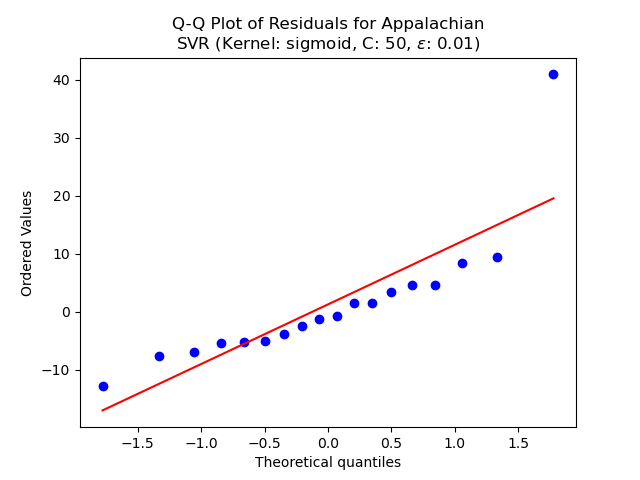 Q-Q Plot of Residuals for Appalachian
SVR (Kernel: sigmoid, C: 50, ε: 0.01)
40
30
20
10
0
−10
Ordered Values
−1.5 −1.0 −0.5 0.0 0.5 1.0 1.5
Theoretical quantiles